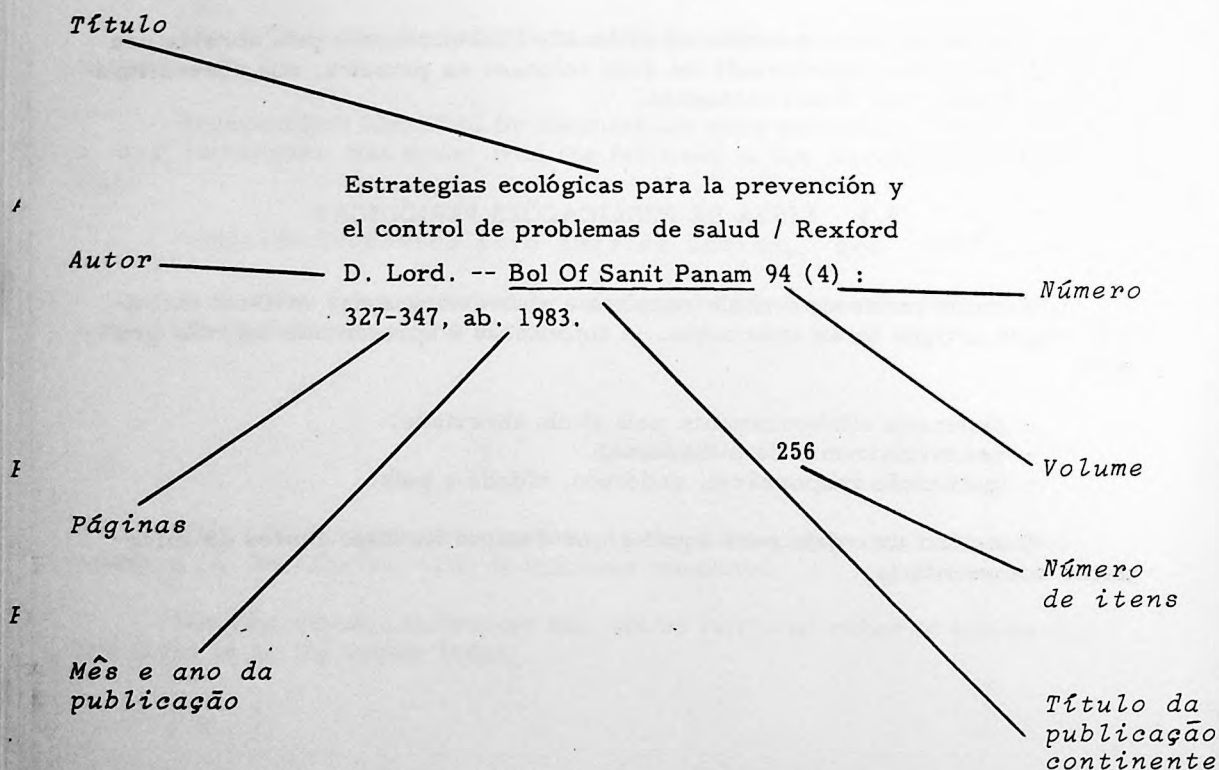 Título
Estrategias ecológicas para la prevención y
el control de problemas de salud / Rexford
Autor
D. Lord. -- Bol Of Sanit Panam 94 (4) :
Número
327-347, ab. 1983.
256
Volume
Páginas
Número
de itens
Mês e ano da
publicação
Título da
publicação
continente